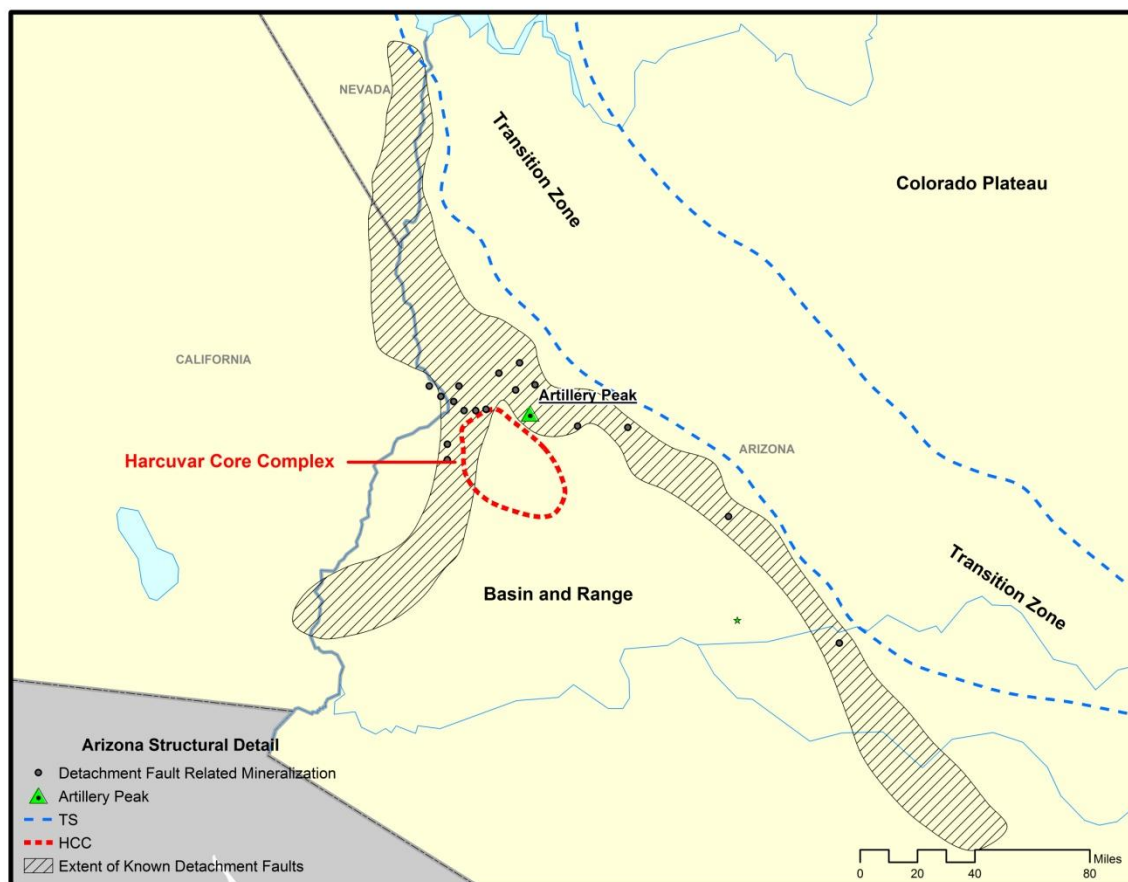 NEVADA
Transition
Zone
Colorado Plateau
CALIFORNIA
Artillery Peak
ARIZONA
Harcuvar Core Complex
Basin and Range
Transition
Zone
Arizona Structural Detail
Detachment Fault Related Mineralization
Artillery Peak
TS
HCC
Extent of Known Detachment Faults
Miles
0 20 40 80